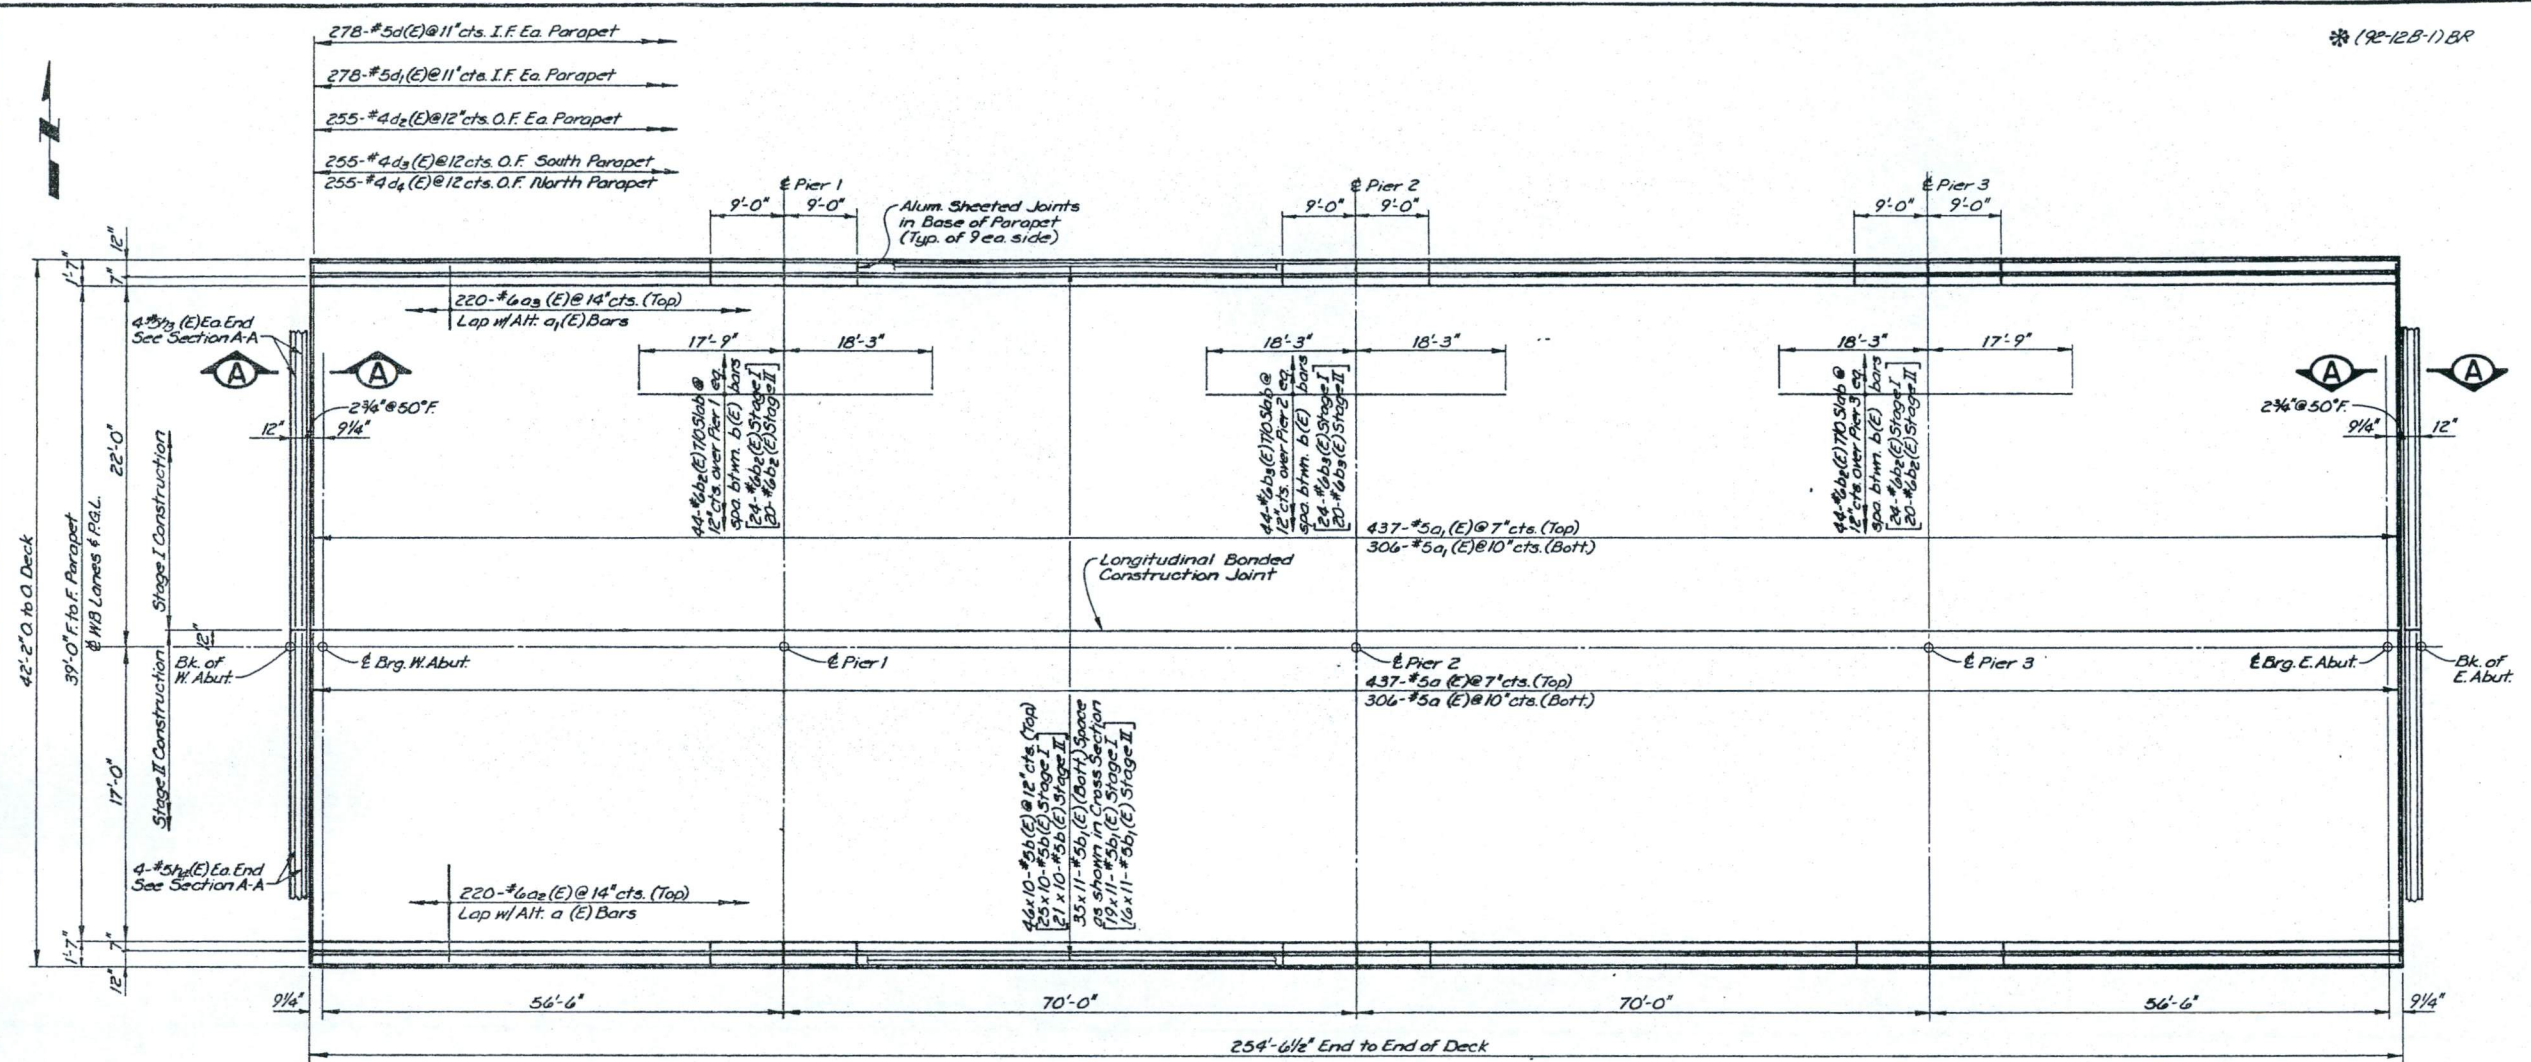 278-#5d(E)@11"cts. I.F. Ea. Parapet
✻ (92-12B-1)BR
278-#5d₁(E)@11"cts. I.F. Ea. Parapet
255-#4d₂(E)@12"cts. O.F. Ea. Parapet
255-#4d₃(E)@12cts. O.F. South Parapet
255-#4d₄(E)@12cts. O.F. North Parapet
℄ Pier 1
℄ Pier 2
℄ Pier 3
9'-0" 9'-0"
9'-0" 9'-0"
9'-0" 9'-0"
Alum. Sheeted Joints
in Base of Parapet
(Typ. of 9 ea. side)
12"
1'-7"
7"
220-#6a₃(E)@14"cts.(Top)
Lap w/Alt. a₁(E)Bars
4-#5h₃(E)Ea.End
See Section A-A
17'-9" 18'-3"
18'-3" 18'-3"
18'-3" 17'-9"
A A
A A
44-#6b₂(E)T/OSlab@
12"cts. over Pier 1 eq.
spa. btwn. b(E) bars
[24-#6b₂(E)Stage I]
[20-#6b₂(E)Stage II]
44-#6b₃(E)T/OSlab@
12"cts. over Pier 2 eq.
spa. btwn. b(E) bars
[24-#6b₃(E)Stage I]
[20-#6b₃(E)Stage II]
44-#6b₂(E)T/OSlab@
12"cts. over Pier 3 eq.
spa. btwn. b(E) bars
[24-#6b₂(E)Stage I]
[20-#6b₂(E)Stage II]
2¾"@50°F.
12" 9¼"
2¾"@50°F.
9¼" 12"
42'-2" O. to O. Deck
39'-0" F. to F. Parapet
℄ WB Lanes & P.G.L.
22'-0"
Stage I Construction
437-#5a₁(E)@7"cts.(Top)
306-#5a₁(E)@10"cts.(Bott.)
Longitudinal Bonded
Construction Joint
12"
Bk. of
W. Abut.
℄ Brg. W. Abut.
℄ Pier 1
℄ Pier 2
℄ Pier 3
℄ Brg. E. Abut.
Bk. of
E. Abut.
437-#5a (E)@7"cts.(Top)
306-#5a (E)@10"cts.(Bott.)
17'-0"
Stage II Construction
46x10-#5b(E)@12"cts.(Top)
[25x10-#5b(E)Stage I]
[21x10-#5b(E)Stage II]
35x11-#5b₁(E)(Bott.)Space
as shown in Cross Section
[19x11-#5b₁(E)Stage I]
[16x11-#5b₁(E)Stage II]
4-#5h₄(E)Ea.End
See Section A-A
220-#6a₂(E)@14"cts.(Top)
Lap w/Alt. a (E)Bars
1'-7"
7"
12"
9¼" 56'-6" 70'-0" 70'-0" 56'-6" 9¼"
254'-6½" End to End of Deck